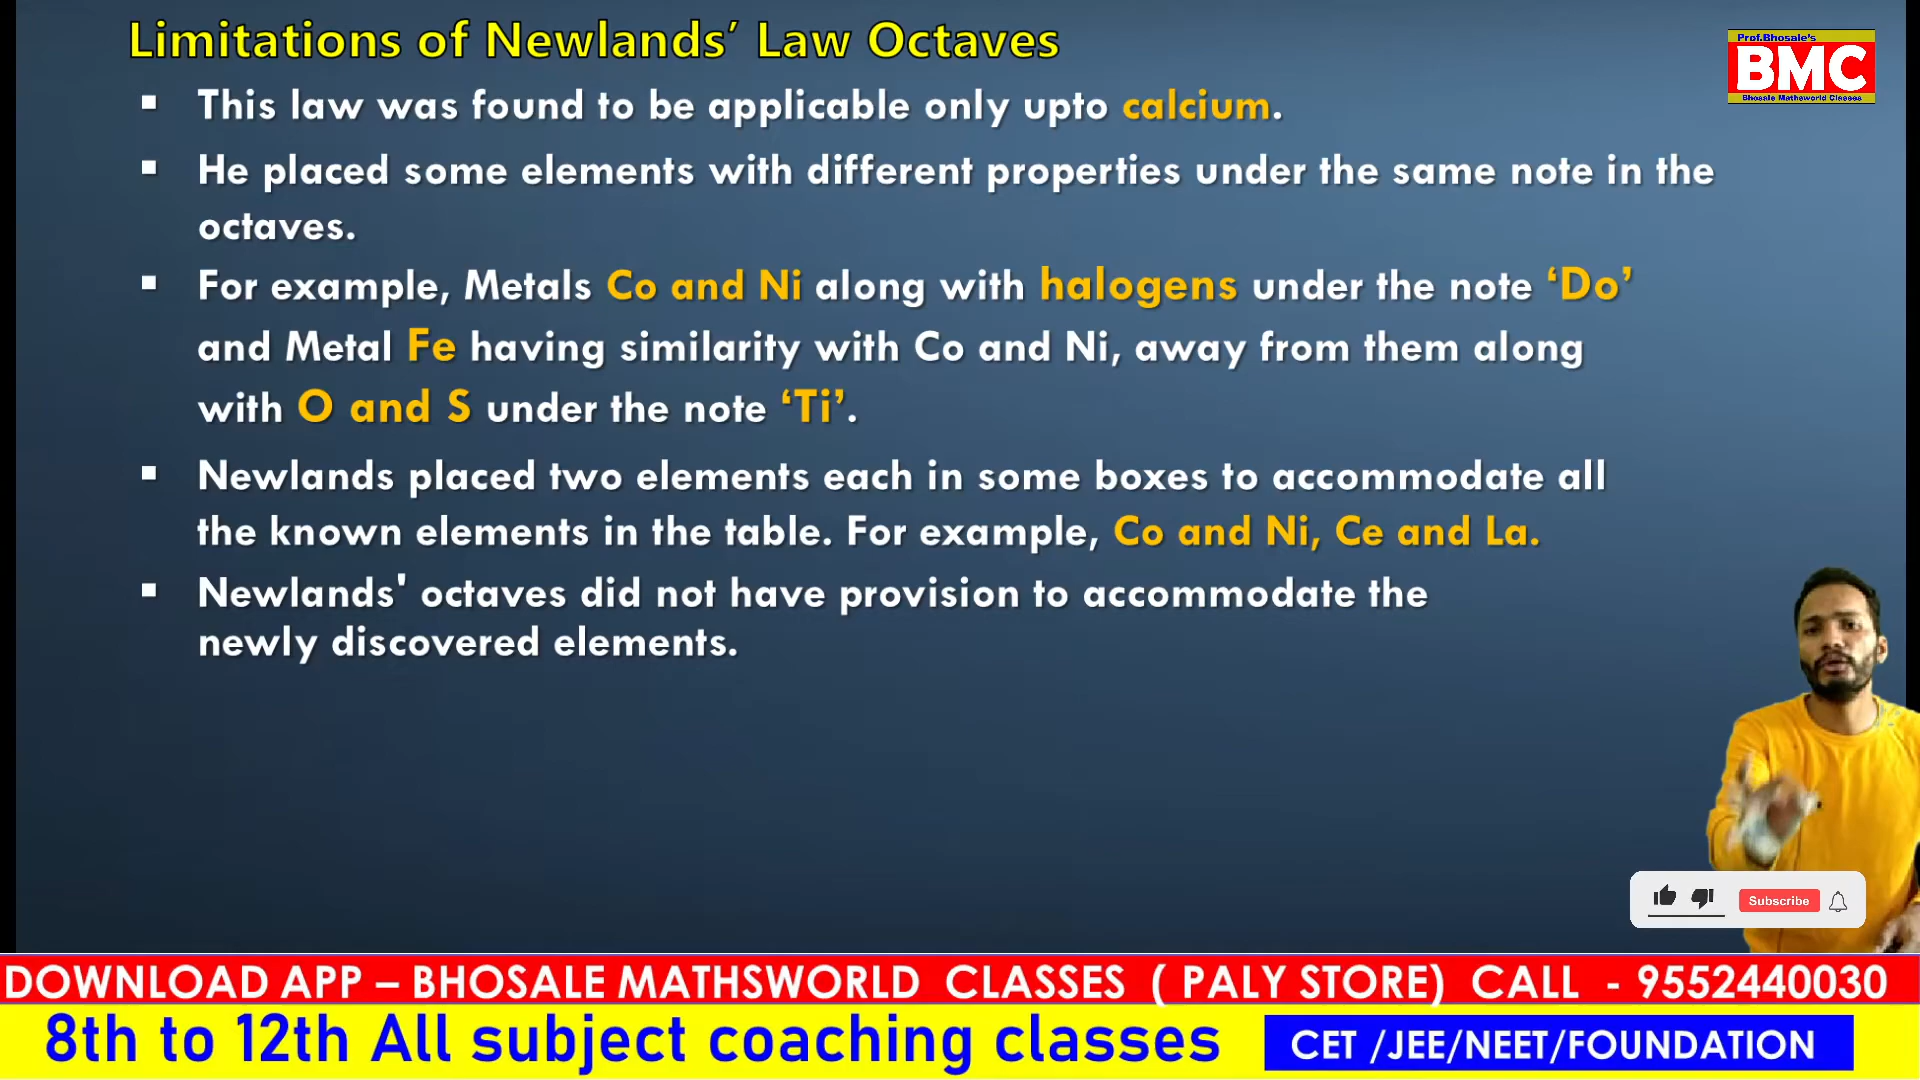 Limitations of Newlands’ Law Octaves
Prof.Bhosale's
BMC
Bhosale Mathsworld Classes
▪ This law was found to be applicable only upto calcium.
▪ He placed some elements with different properties under the same note in the
octaves.
▪ For example, Metals Co and Ni along with halogens under the note ‘Do’
and Metal Fe having similarity with Co and Ni, away from them along
with O and S under the note ‘Ti’.
▪ Newlands placed two elements each in some boxes to accommodate all
the known elements in the table. For example, Co and Ni, Ce and La.
▪ Newlands' octaves did not have provision to accommodate the
newly discovered elements.
Subscribe
DOWNLOAD APP – BHOSALE MATHSWORLD CLASSES ( PALY STORE) CALL - 9552440030
8th to 12th All subject coaching classes
CET /JEE/NEET/FOUNDATION